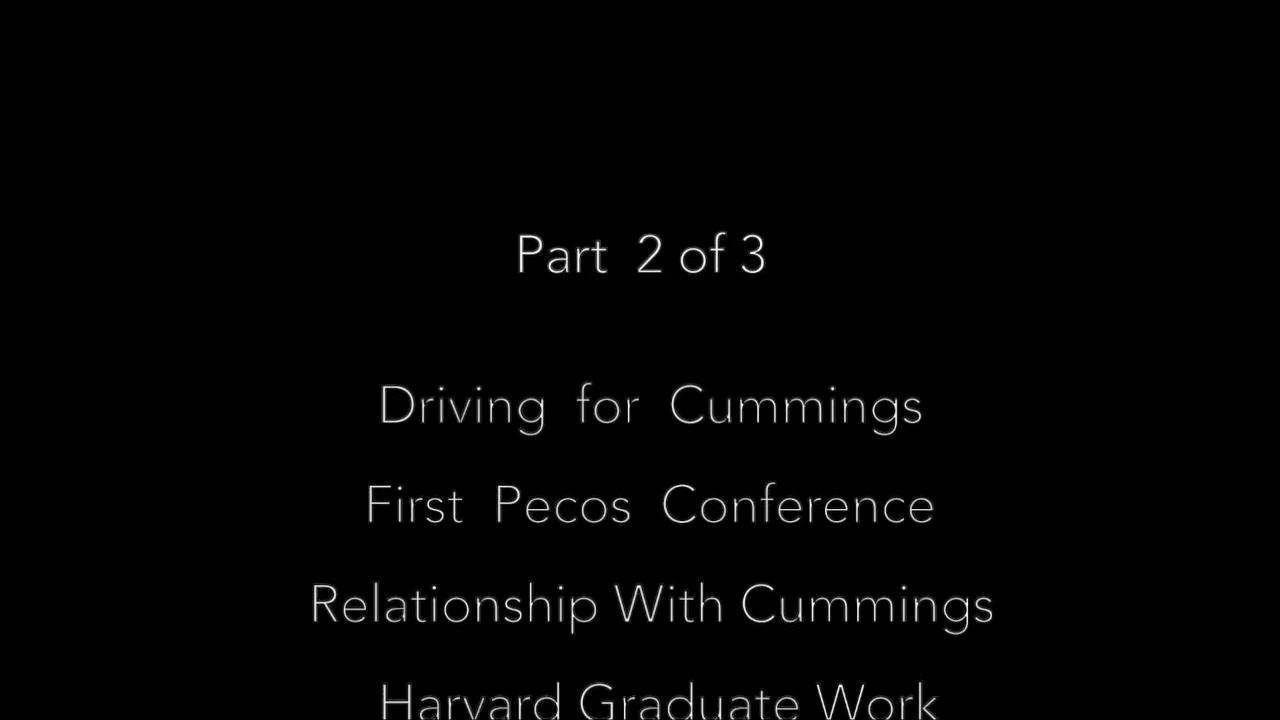 Part 2 of 3
Driving for Cummings
First Pecos Conference
Relationship With Cummings
Harvard Graduate Work